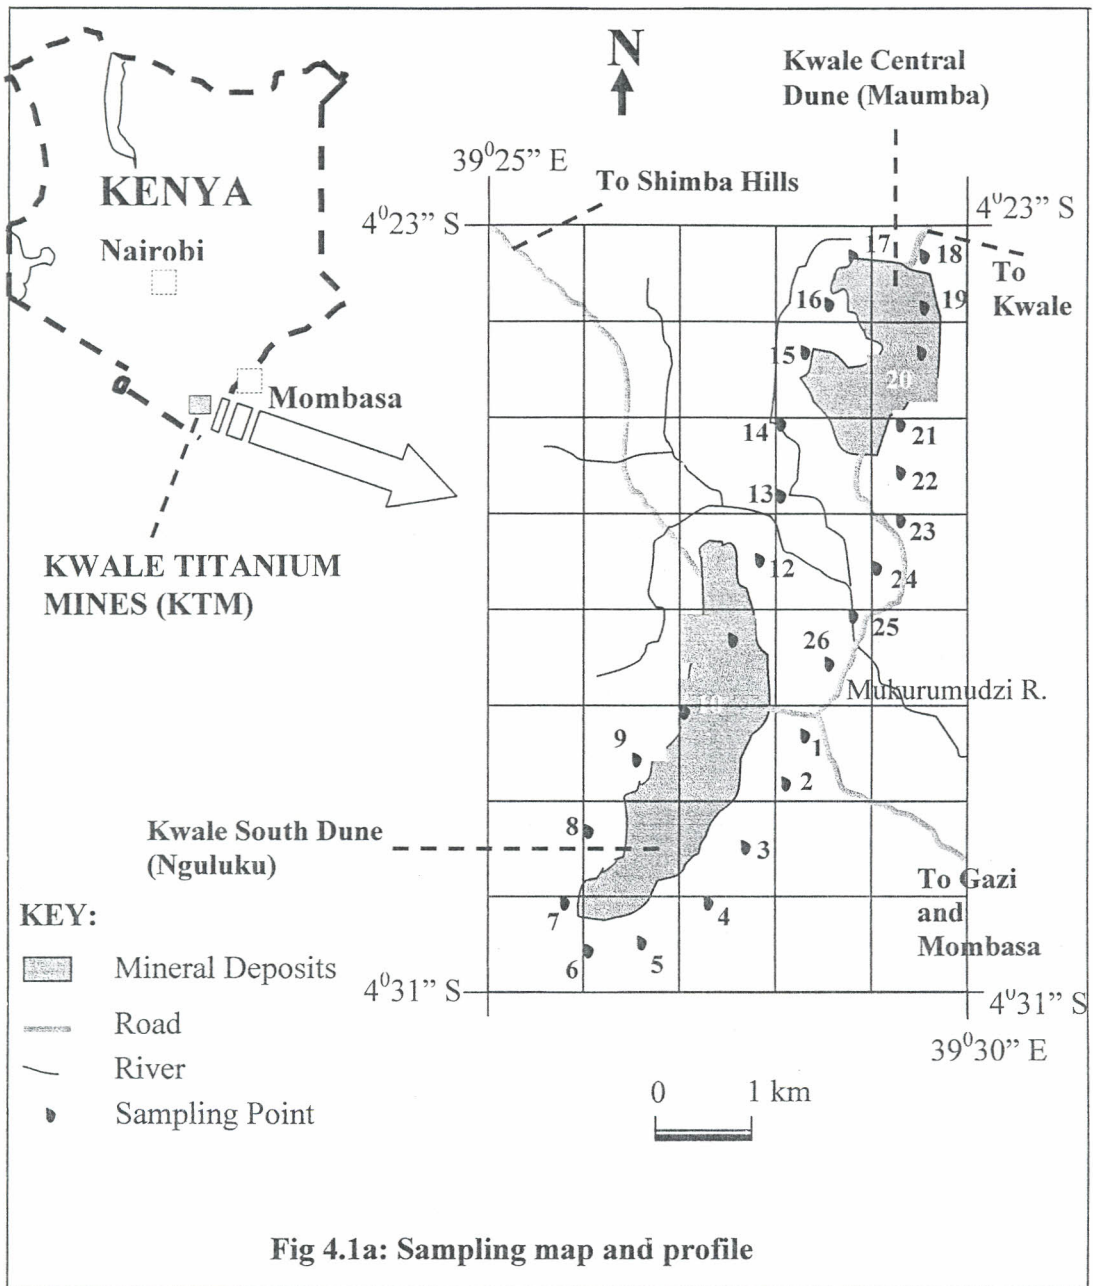 N
Kwale Central
Dune (Maumba)
39⁰25” E
To Shimba Hills
4⁰23” S
4⁰23” S
KENYA
Nairobi
Mombasa
KWALE TITANIUM
MINES (KTM)
17
18
To
Kwale
16
19
15
20
14
21
22
13
23
12
24
25
26
Mukurumudzi R.
10
9
1
2
8
3
Kwale South Dune
(Nguluku)
7
4
To Gazi
and
Mombasa
6
5
KEY:
Mineral Deposits
Road
River
Sampling Point
4⁰31” S
4⁰31” S
39⁰30” E
0 1 km
Fig 4.1a: Sampling map and profile